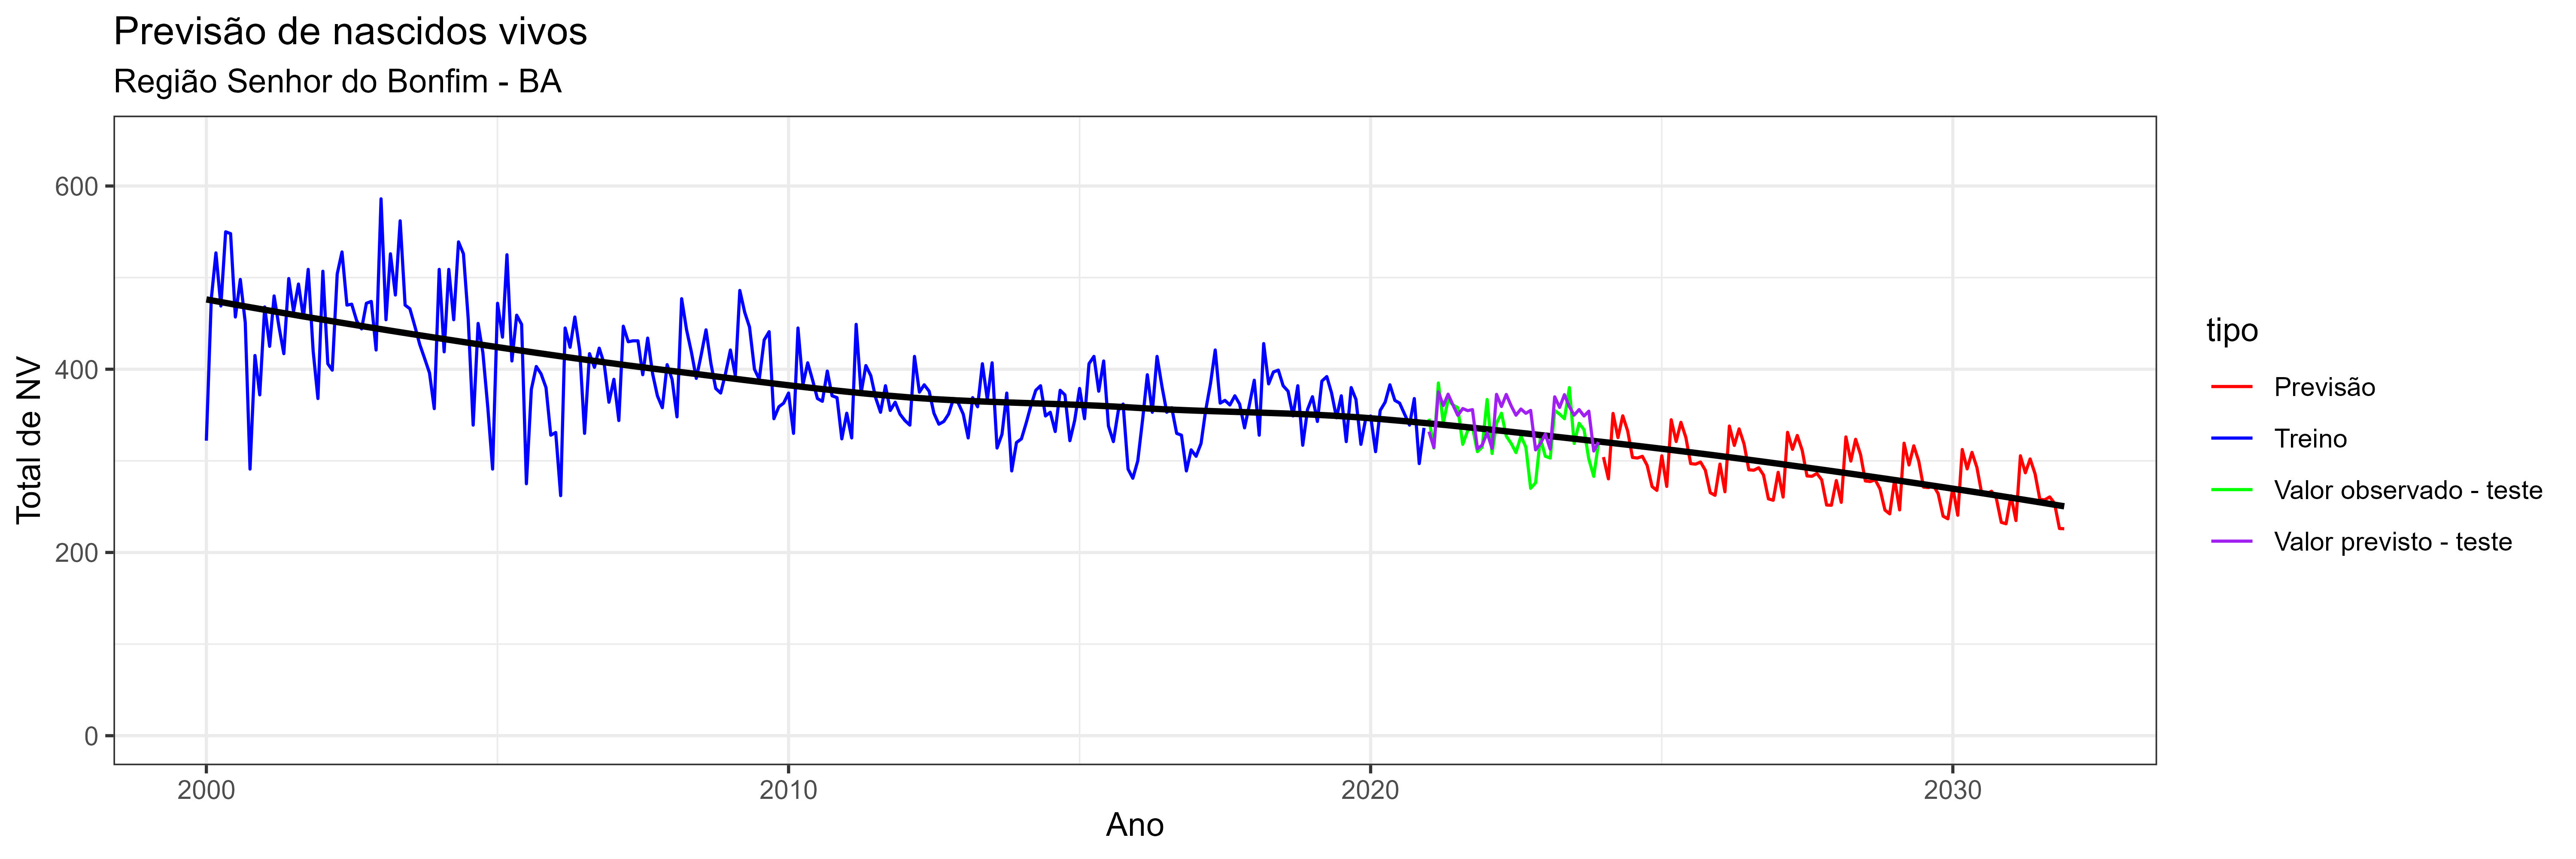 Previsão de nascidos vivos
Região Senhor do Bonfim - BA
Total de NV
600
400
200
0
2000
2010
2020
2030
Ano
tipo
Previsão
Treino
Valor observado - teste
Valor previsto - teste